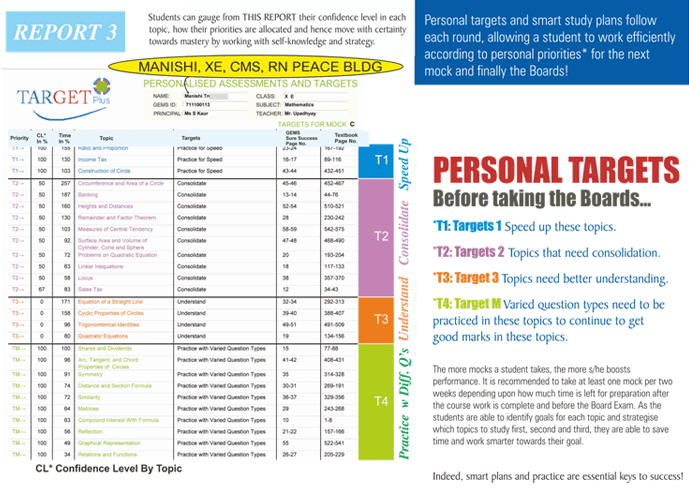 REPORT 3
Students can gauge from THIS REPORT their confidence level in each
topic, how their priorities are allocated and hence move with certainty
towards mastery by working with self-knowledge and strategy.
Personal targets and smart study plans follow
each round, allowing a student to work efficiently
according to personal priorities* for the next
mock and finally the Boards!
MANISHI, XE, CMS, RN PEACE BLDG
TARGET Plus
PERSONALISED ASSESSMENTS AND TARGETS
NAME: Manishi Tri CLASS: X E
GEMS ID: 711100113 SUBJECT: Mathematics
PRINCIPAL: Ms S Kaur TEACHER: Mr. Upadhyay
TARGETS FOR MOCK C
Priority CL* In % Time In % Topic Targets GEMS Sure Success Page No. Textbook Page No.
T1→ 100 155 Ratio and Proportion Practice for Speed 23-24 167-192
T1→ 100 130 Income Tax Practice for Speed 16-17 89-116
T1→ 100 103 Construction of Circle Practice for Speed 43-44 432-451
T2→ 50 257 Circumference and Area of a Circle Consolidate 45-46 452-467
T2→ 50 187 Banking Consolidate 13-14 44-76
T2→ 50 160 Heights and Distances Consolidate 52-54 510-521
T2→ 50 130 Remainder and Factor Theorem Consolidate 28 230-242
T2→ 50 103 Measures of Central Tendency Consolidate 58-59 542-575
T2→ 50 92 Surface Area and Volume of Consolidate 47-48 468-490
Cylinder, Cone and Sphere
T2→ 50 72 Problems on Quadratic Equation Consolidate 20 193-204
T2→ 50 63 Linear Inequations Consolidate 18 117-133
T2→ 50 58 Locus Consolidate 38 357-370
T2→ 67 83 Sales Tax Consolidate 12 34-43
T3→ 0 171 Equation of a Straight Line Understand 32-34 292-313
T3→ 0 158 Cyclic Properties of Circles Understand 39-40 388-407
T3→ 0 96 Trigonometrical Identities Understand 49-51 491-509
T3→ 0 80 Quadratic Equations Understand 19 134-156
TM→ 100 100 Shares and Dividends Practice with Varied Question Types 15 77-88
TM→ 100 96 Arc, Tangent, and Chord Practice with Varied Question Types 41-42 408-431
Properties of Circles
TM→ 100 91 Symmetry Practice with Varied Question Types 35 314-328
TM→ 100 74 Distance and Section Formula Practice with Varied Question Types 30-31 269-191
TM→ 100 72 Similarity Practice with Varied Question Types 36-37 329-356
TM→ 100 64 Matrices Practice with Varied Question Types 29 243-268
TM→ 100 63 Compound Interest With Formula Practice with Varied Question Types 10 1-8
TM→ 100 56 Reflection Practice with Varied Question Types 21-22 157-166
TM→ 100 49 Graphical Representation Practice with Varied Question Types 55 522-541
TM→ 100 34 Relations and Functions Practice with Varied Question Types 26-27 205-229
T1
T2
T3
T4
Speed Up
Consolidate
Understand
Practice w Diff. Q's
CL* Confidence Level By Topic
PERSONAL TARGETS
Before taking the Boards...
*T1: Targets 1 Speed up these topics.
*T2: Targets 2 Topics that need consolidation.
*T3: Target 3 Topics need better understanding.
*T4: Target M Varied question types need to be
practiced in these topics to continue to get
good marks in these topics.
The more mocks a student takes, the more s/he boosts
performance. It is recommended to take at least one mock per two
weeks depending upon how much time is left for preparation after
the course work is complete and before the Board Exam. As the
students are able to identify goals for each topic and strategise
which topics to study first, second and third, they are able to save
time and work smarter towards their goal.
Indeed, smart plans and practice are essential keys to success!